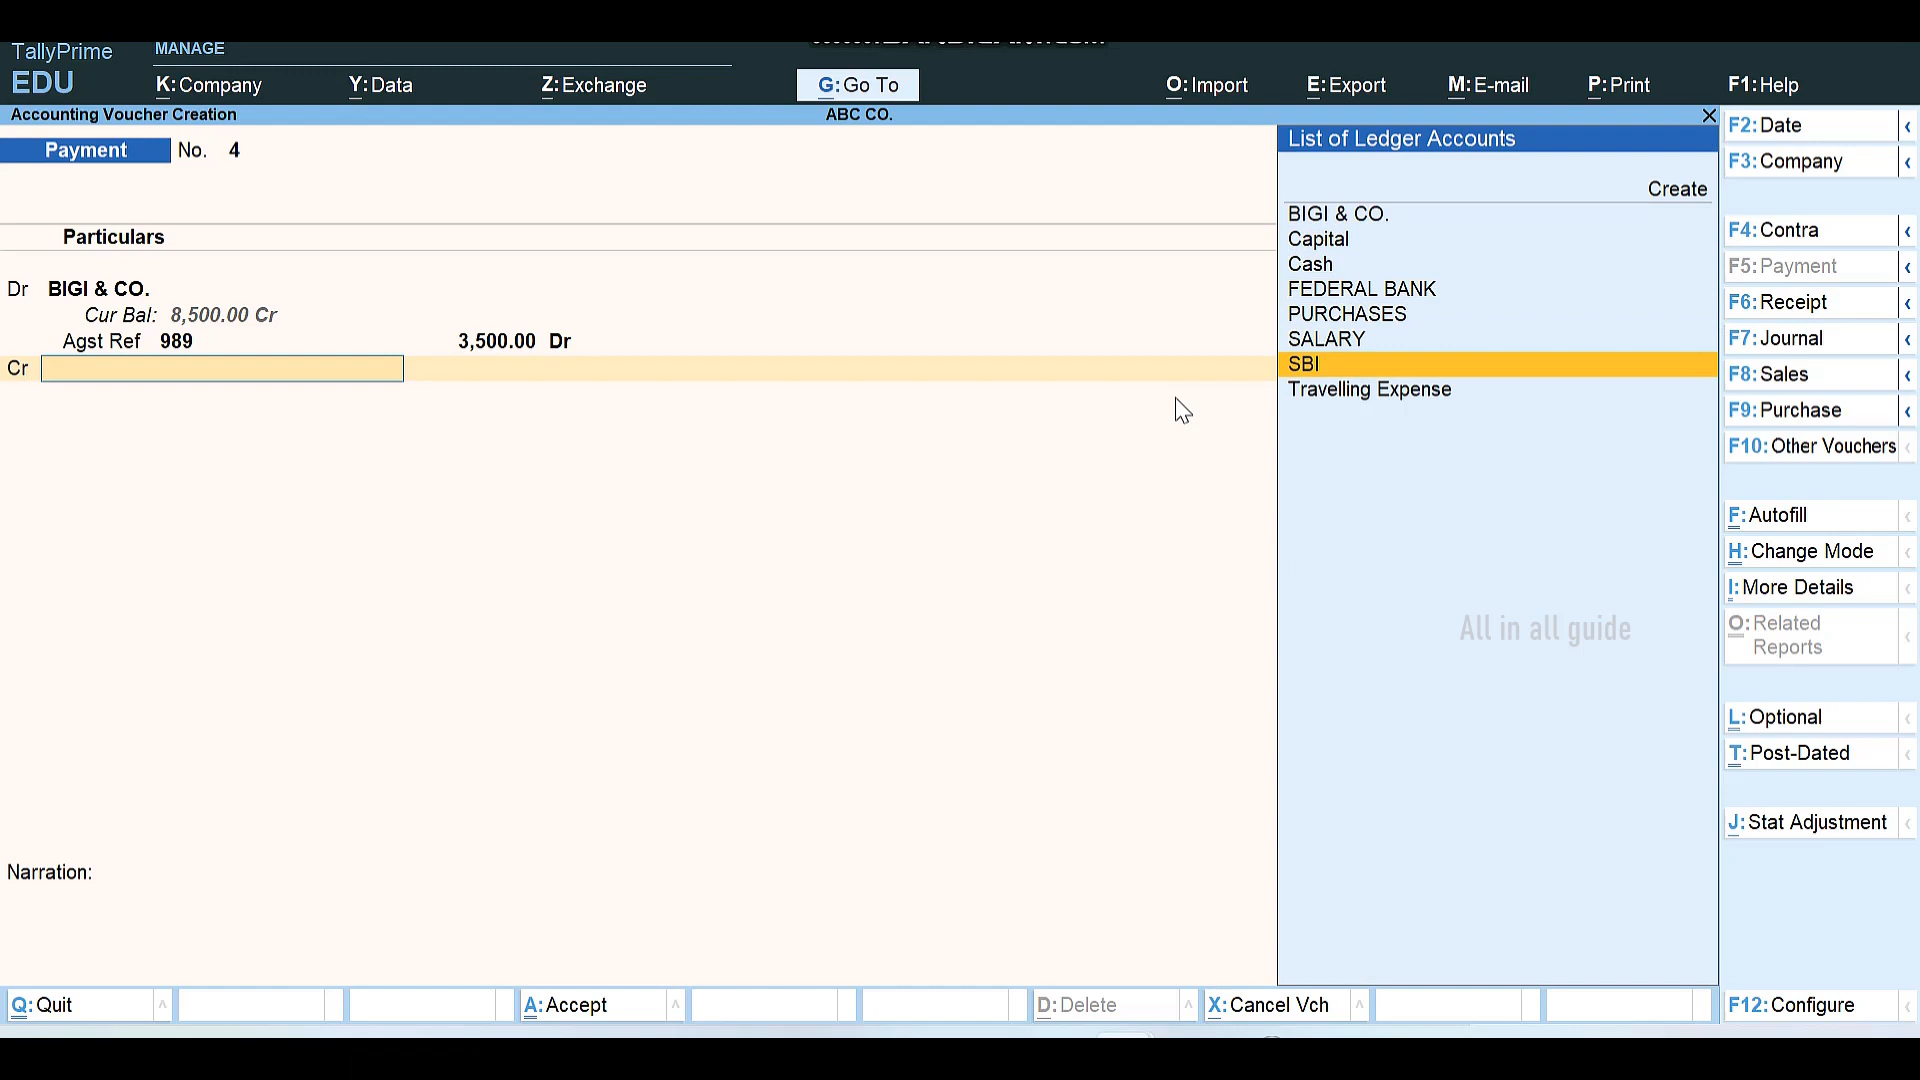 TallyPrime
MANAGE
EDU
K:Company
Y:Data
Z:Exchange
G:Go To
O:Import
E:Export
M:E-mail
P:Print
F1:Help
Accounting Voucher Creation
ABC CO.
Payment No. 4
Particulars
Dr BIGI & CO.
Cur Bal: 8,500.00 Cr
Agst Ref 989 3,500.00 Dr
Cr
Narration:
List of Ledger Accounts
Create
BIGI & CO.
Capital
Cash
FEDERAL BANK
PURCHASES
SALARY
SBI
Travelling Expense
All in all guide
F2:Date
F3:Company
F4:Contra
F5:Payment
F6:Receipt
F7:Journal
F8:Sales
F9:Purchase
F10:Other Vouchers
F:Autofill
H:Change Mode
I:More Details
O:Related
Reports
L:Optional
T:Post-Dated
J:Stat Adjustment
Q:Quit
A:Accept
D:Delete
X:Cancel Vch
F12:Configure